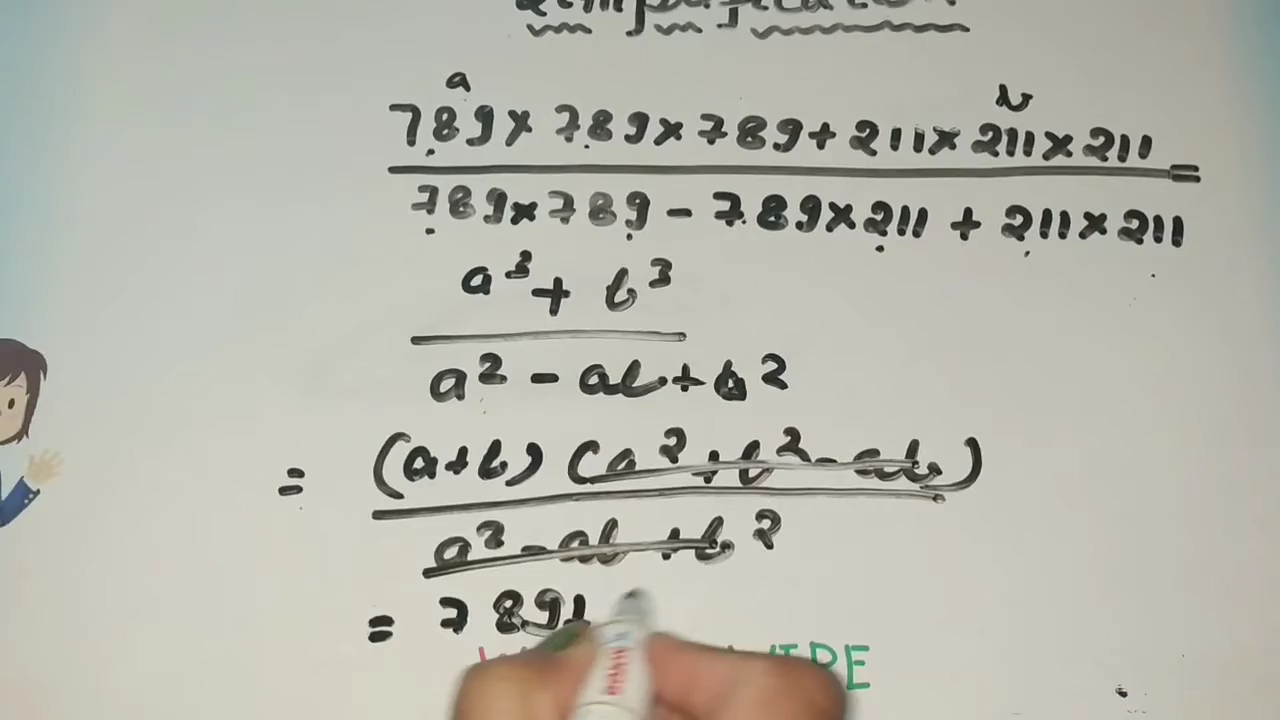 Simplification
a b
789×789×789+211×211×211 =
789×789-789×211+211×211
a³+b³
a²-ab+b²
= (a+b)(a²+b²-ab)
a²-ab+b²
= 789+